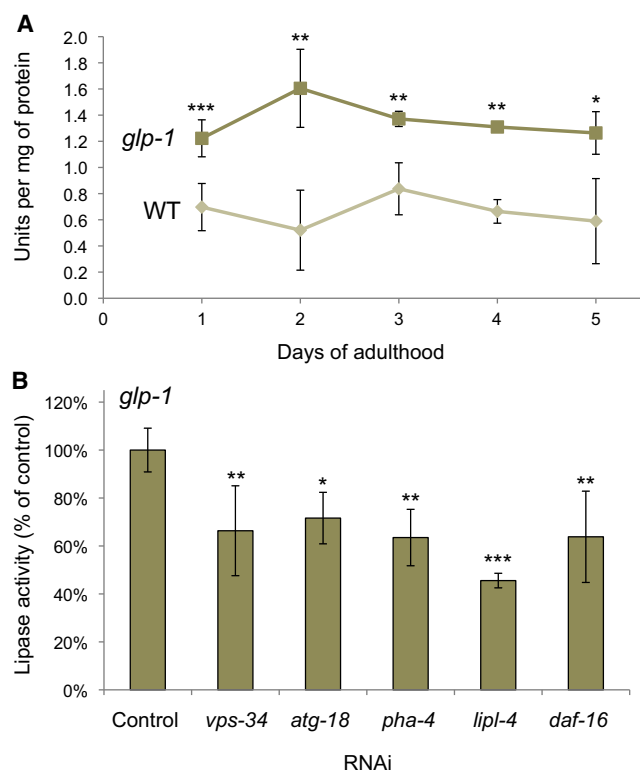 A
Units per mg of protein
2.0
1.8
1.6
1.4
1.2
1.0
0.8
0.6
0.4
0.2
0.0
glp-1
WT
***
**
**
**
*
0 1 2 3 4 5
Days of adulthood
B
glp-1
Lipase activity (% of control)
120%
100%
80%
60%
40%
20%
0%
**
*
**
***
**
Control vps-34 atg-18 pha-4 lipl-4 daf-16
RNAi